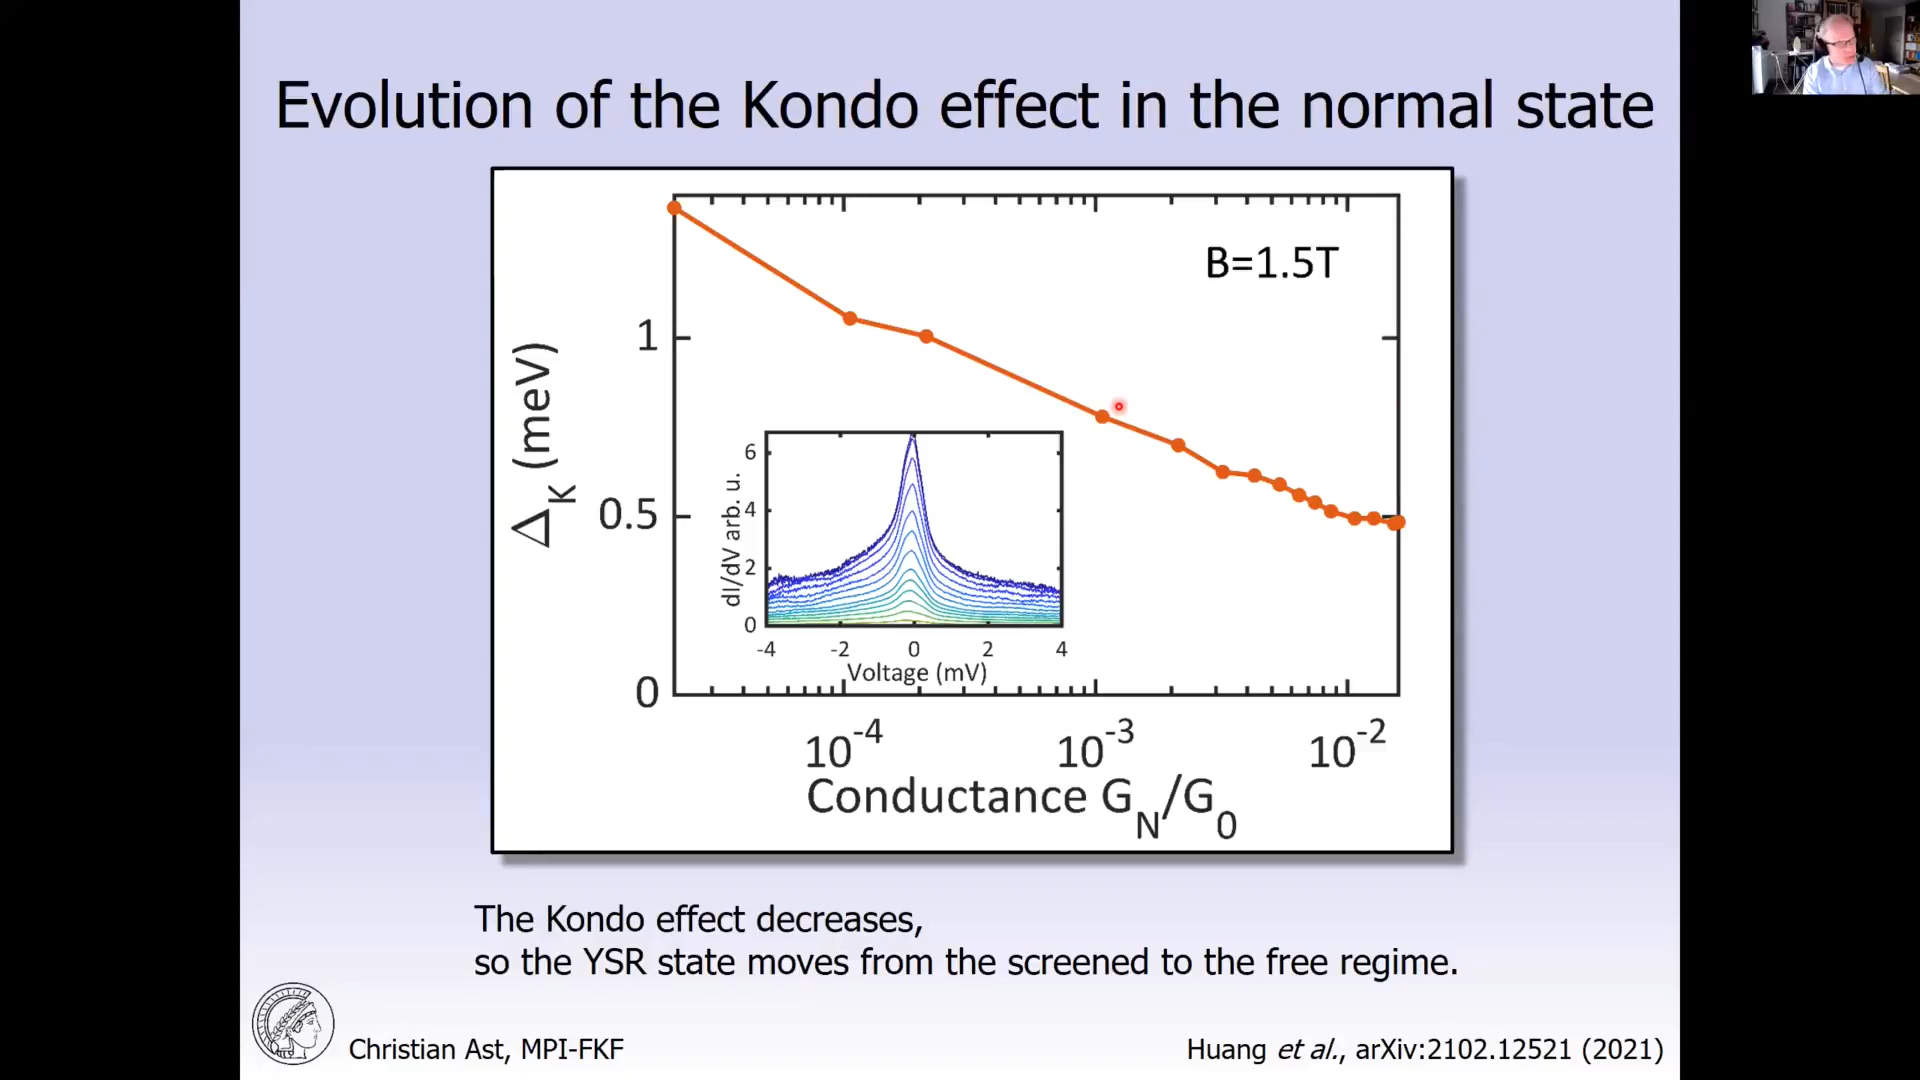 Evolution of the Kondo effect in the normal state
B=1.5T
1
0.5
0
Δ_K (meV)
6
4
2
0
dI/dV arb. u.
-4 -2 0 2 4
Voltage (mV)
10^-4 10^-3 10^-2
Conductance G_N/G_0
The Kondo effect decreases,
so the YSR state moves from the screened to the free regime.
Christian Ast, MPI-FKF
Huang et al., arXiv:2102.12521 (2021)